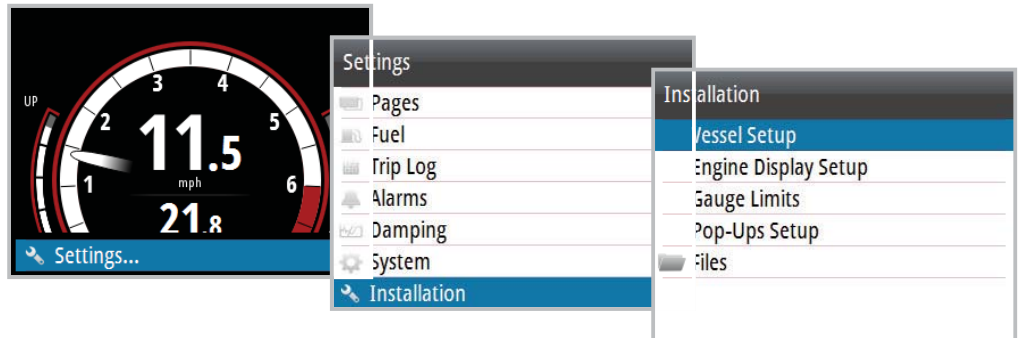 UP
3
4
2
5
11.5
mph
1
6
21.8
Settings...
Settings
Pages
Fuel
Trip Log
Alarms
Damping
System
Installation
Installation
Vessel Setup
Engine Display Setup
Gauge Limits
Pop-Ups Setup
Files